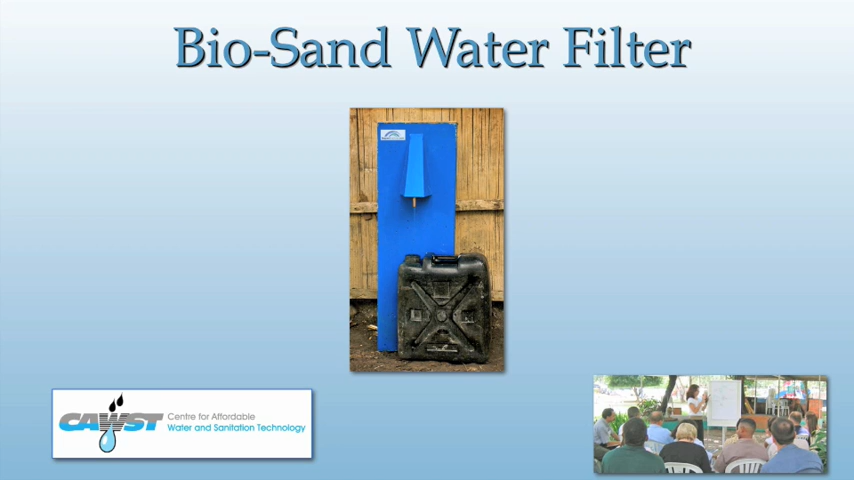 Bio-Sand Water Filter
CAWST
Centre for Affordable
Water and Sanitation Technology